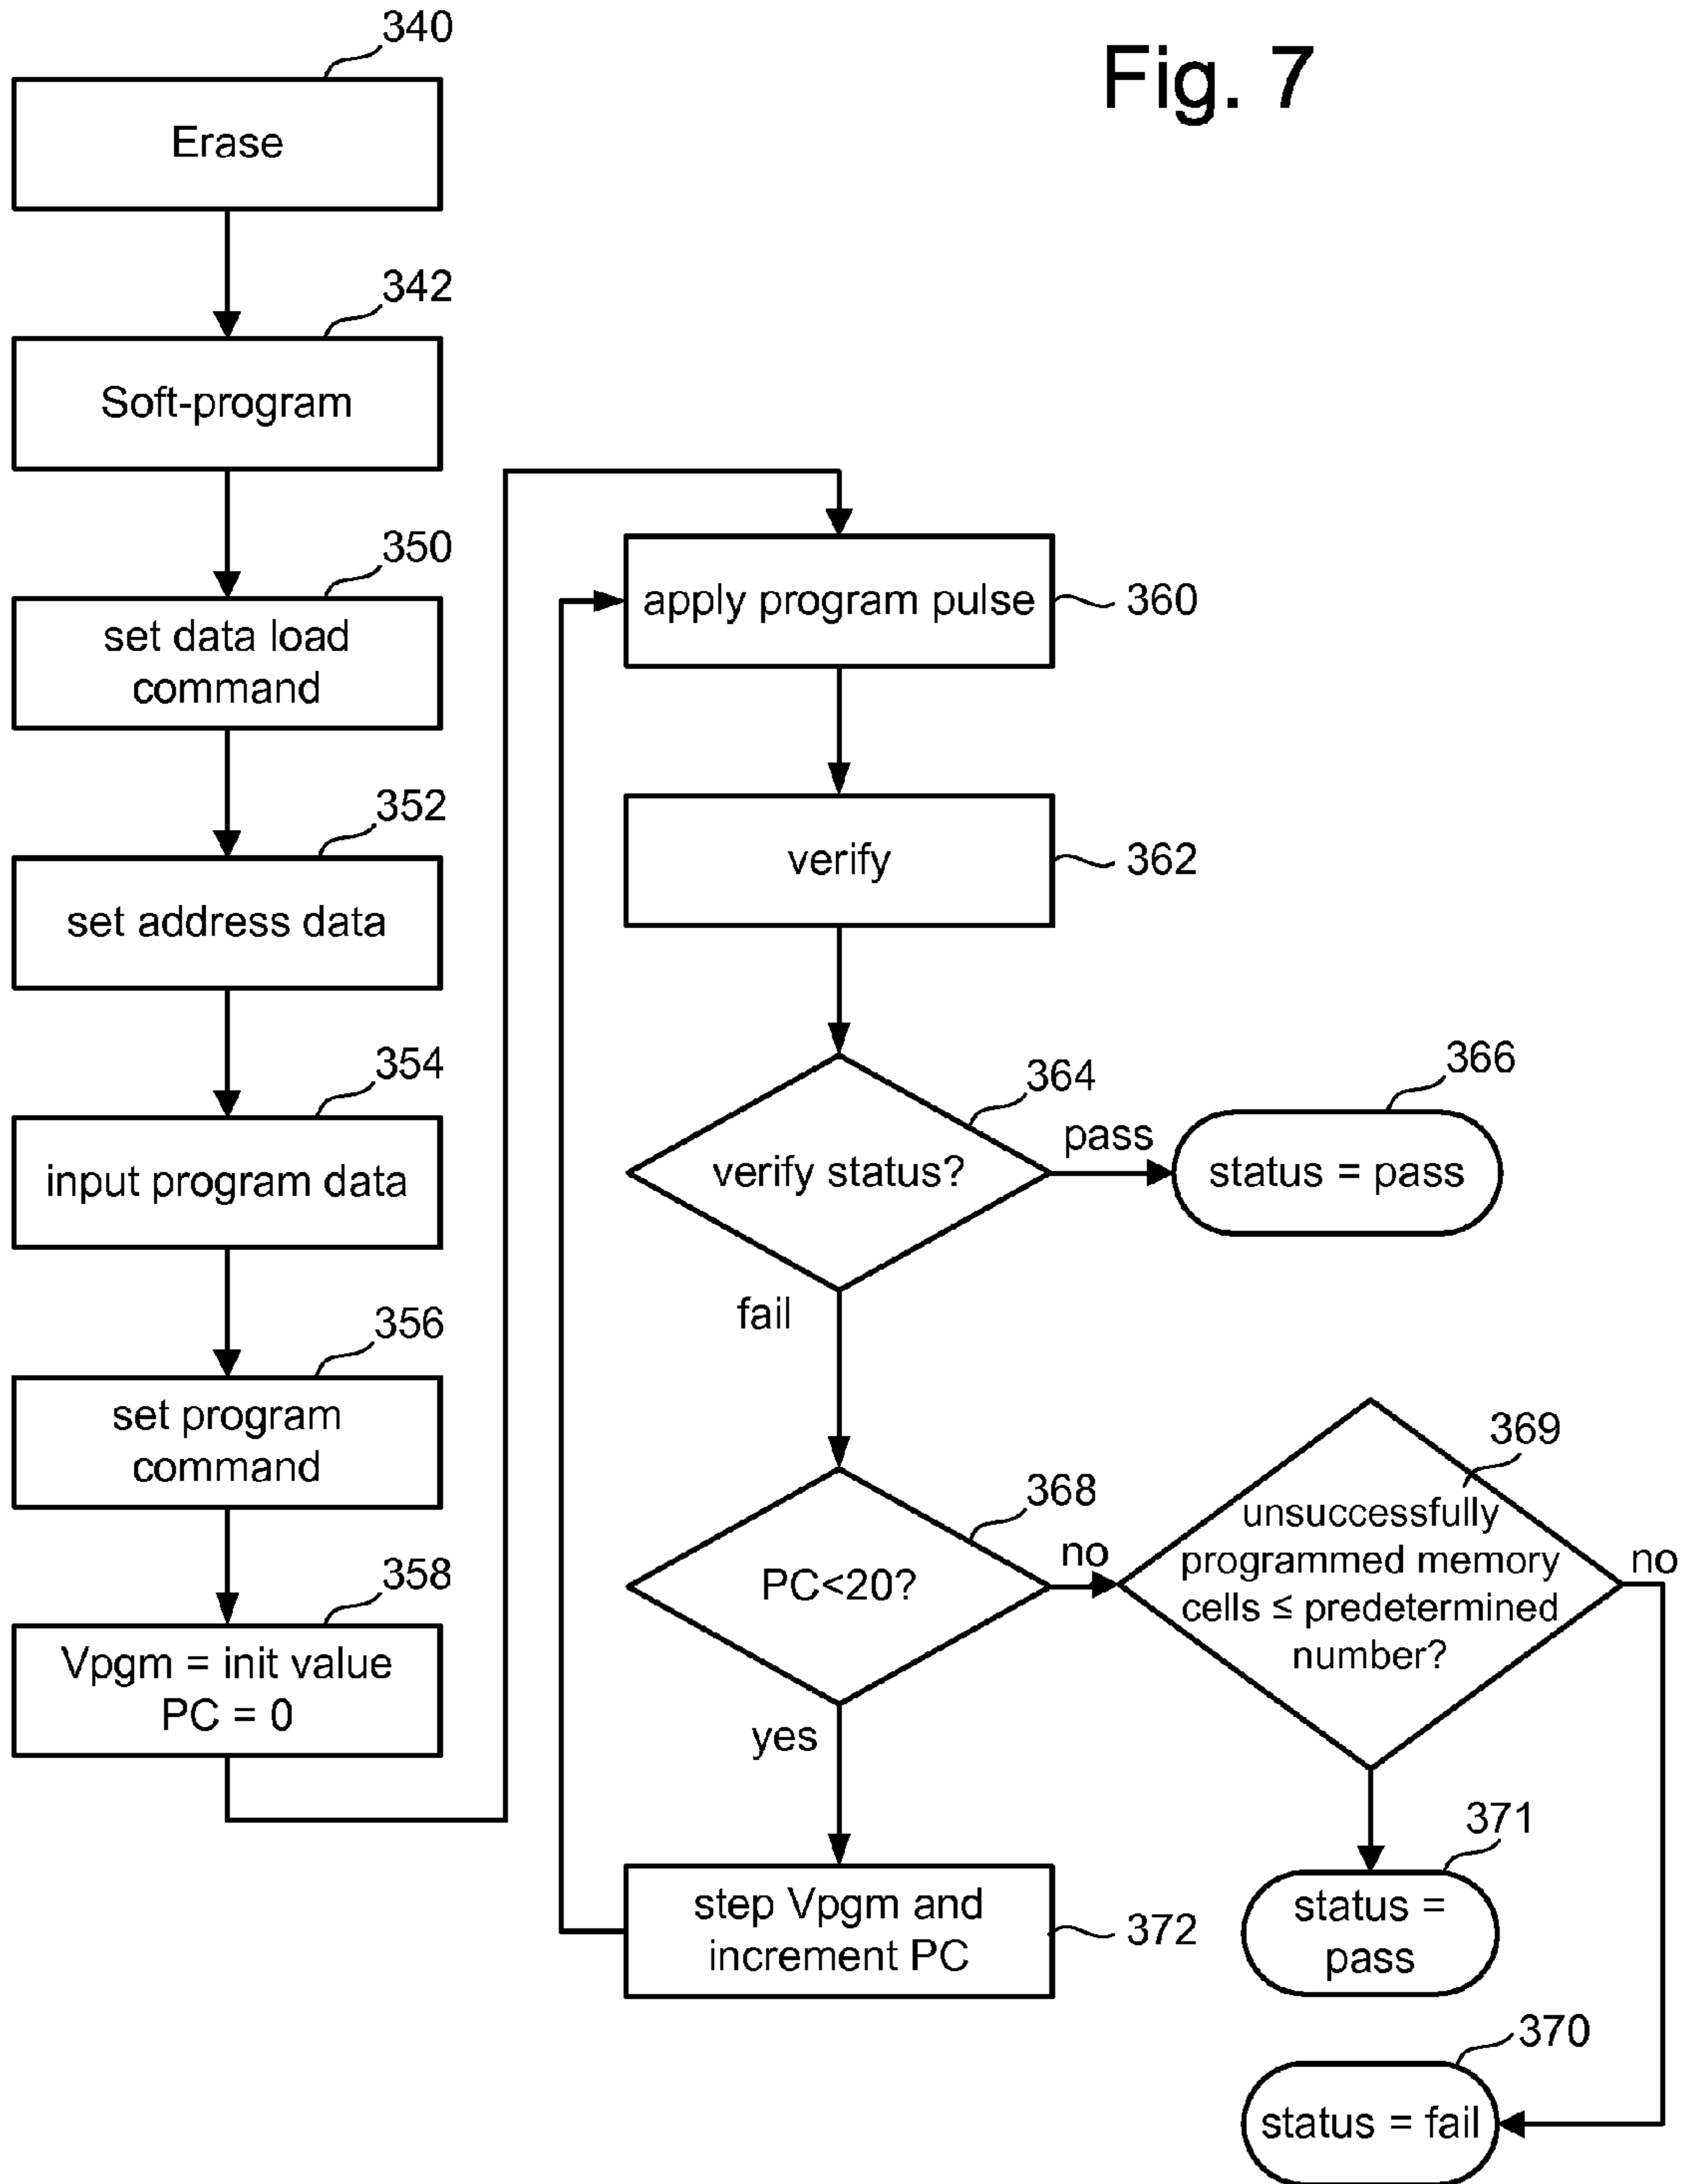 Fig. 7
340
Erase
342
Soft-program
350
set data load
command
352
set address data
354
input program data
356
set program
command
358
Vpgm = init value
PC = 0
apply program pulse
360
verify
362
364
verify status?
pass
366
status = pass
fail
368
PC<20?
no
369
unsuccessfully
programmed memory
cells ≤ predetermined
number?
no
yes
step Vpgm and
increment PC
372
371
status =
pass
370
status = fail